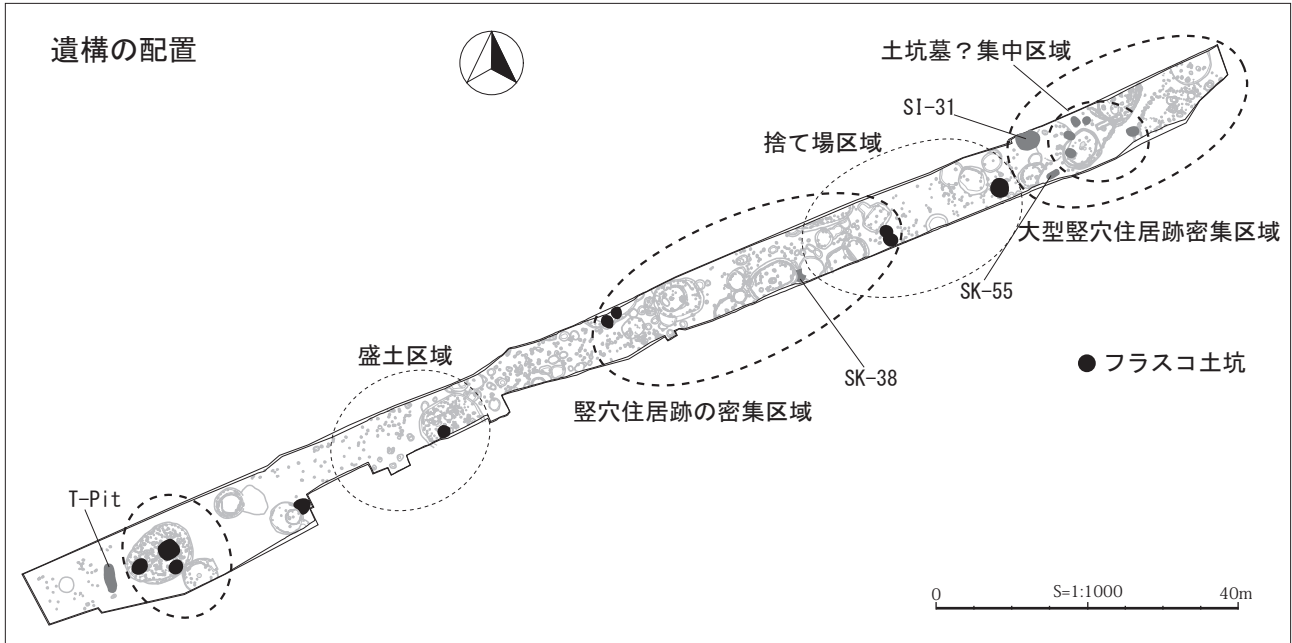 遺構の配置
土坑墓？集中区域
SI-31
捨て場区域
大型竪穴住居跡密集区域
SK-55
盛土区域
SK-38
フラスコ土坑
竪穴住居跡の密集区域
T-Pit
S=1:1000
0
40m